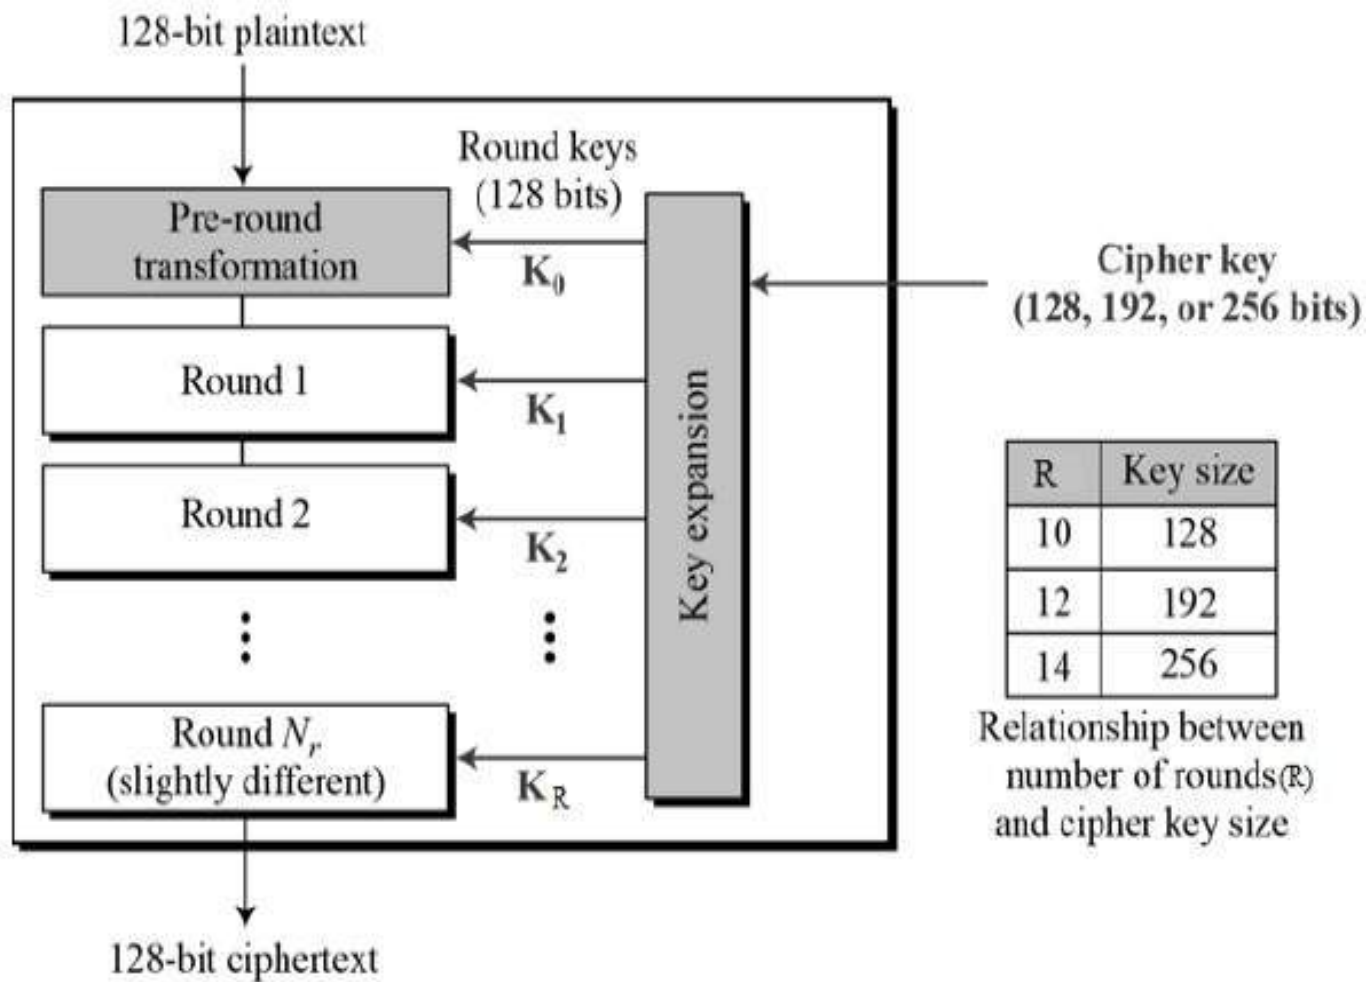 128-bit plaintext
Round keys
(128 bits)
Pre-round
transformation
K0
Cipher key
(128, 192, or 256 bits)
Round 1
K1
Key expansion
Round 2
K2
R Key size
10 128
12 192
14 256
Relationship between
number of rounds(R)
and cipher key size
Round Nr
(slightly different)
KR
128-bit ciphertext